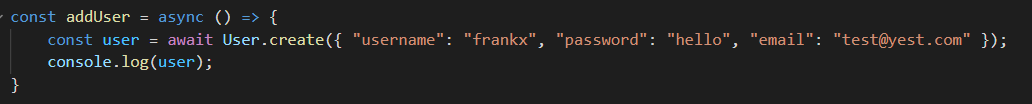 const addUser = async () => {
    const user = await User.create({ "username": "frankx", "password": "hello", "email": "test@yest.com" });
    console.log(user);
}